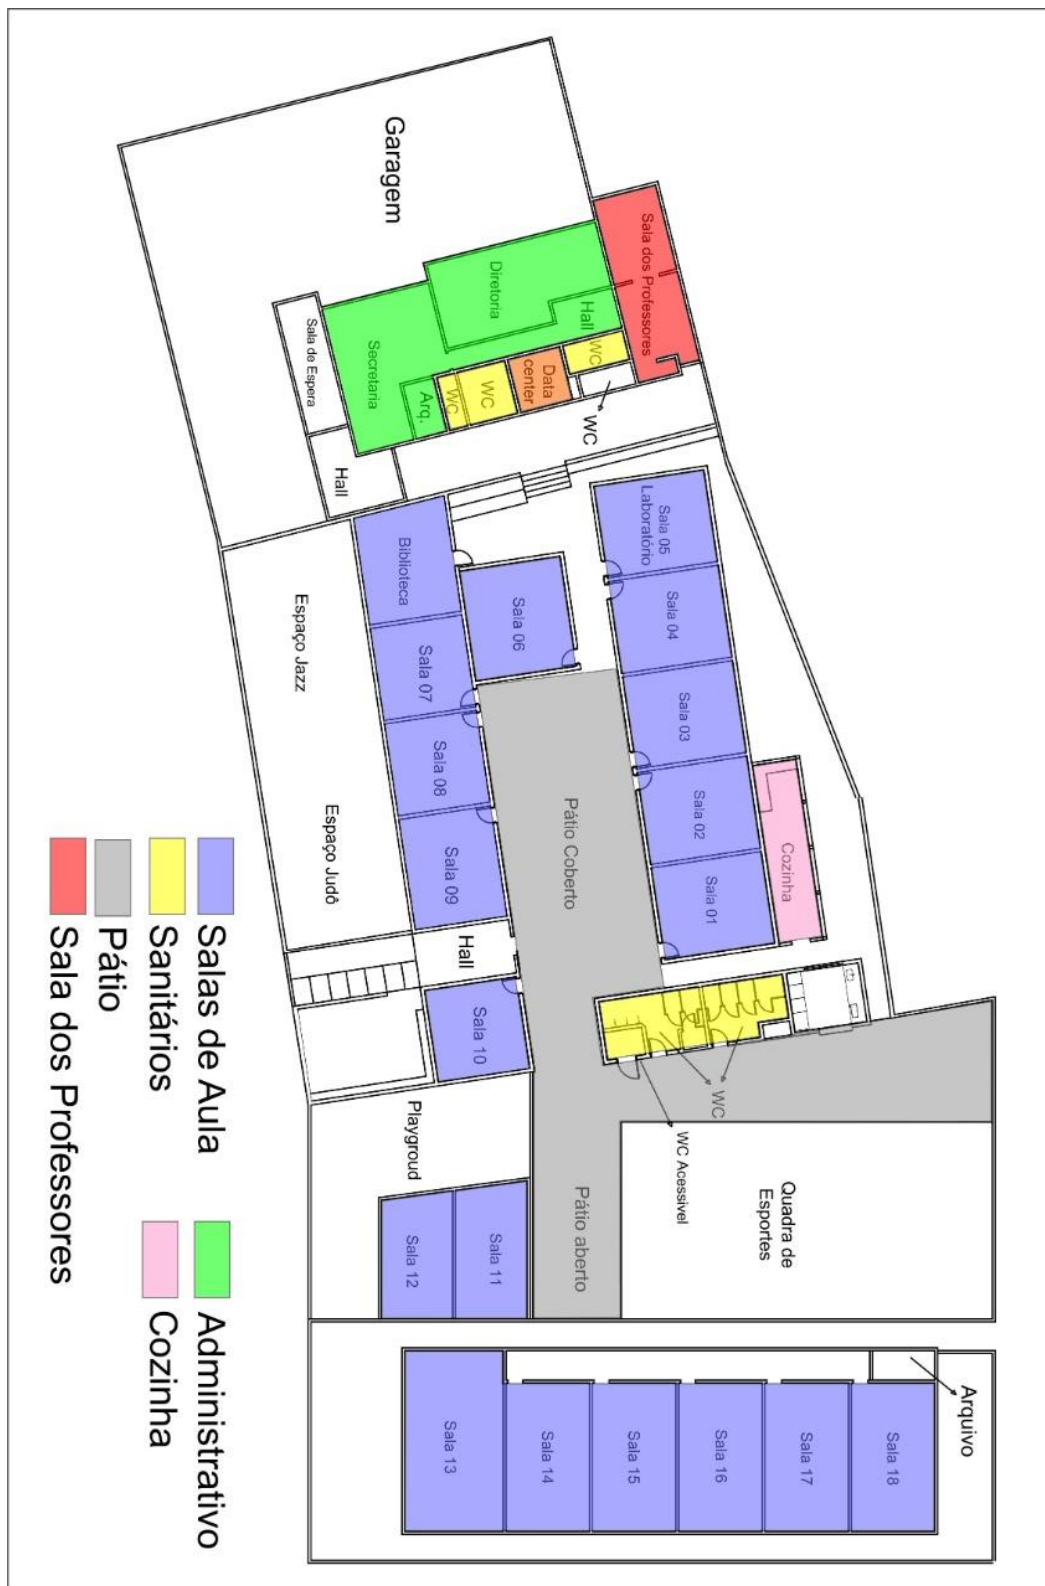 Garagem
Sala dos Professores
Diretoria
Hall
WC
WC
Data
center
WC
WC
Arq.
Secretaria
Sala de Espera
Hall
Sala 05
Laboratório
Sala 04
Sala 03
Sala 02
Sala 01
Cozinha
Biblioteca
Sala 06
Sala 07
Sala 08
Sala 09
Hall
Sala 10
Espaço Jazz
Espaço Judô
Pátio Coberto
WC
WC Acessivel
Pátio aberto
Quadra de
Esportes
Playgroud
Sala 11
Sala 12
Sala 13
Sala 14
Sala 15
Sala 16
Sala 17
Sala 18
Arquivo
Salas de Aula
Sanitários
Pátio
Sala dos Professores
Administrativo
Cozinha